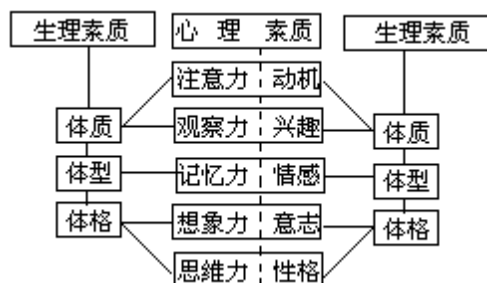 生理素质
心 理 素质
生理素质
注意力 动机
体质
观察力 兴趣
体质
体型
记忆力 情感
体型
体格
想象力 意志
体格
思维力 性格